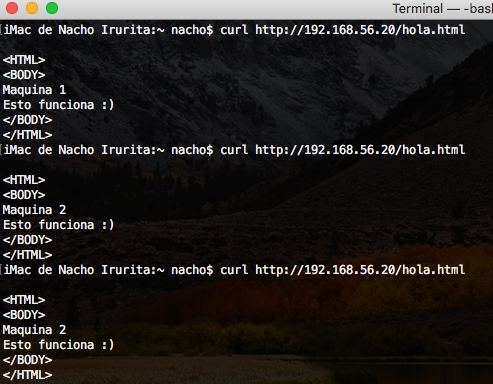 Terminal — -bas
[iMac de Nacho Irurita:~ nacho$ curl http://192.168.56.20/hola.html
<HTML>
<BODY>
Maquina 1
Esto funciona :)
</BODY>
</HTML>
[iMac de Nacho Irurita:~ nacho$ curl http://192.168.56.20/hola.html
<HTML>
<BODY>
Maquina 2
Esto funciona :)
</BODY>
</HTML>
[iMac de Nacho Irurita:~ nacho$ curl http://192.168.56.20/hola.html
<HTML>
<BODY>
Maquina 2
Esto funciona :)
</BODY>
</HTML>